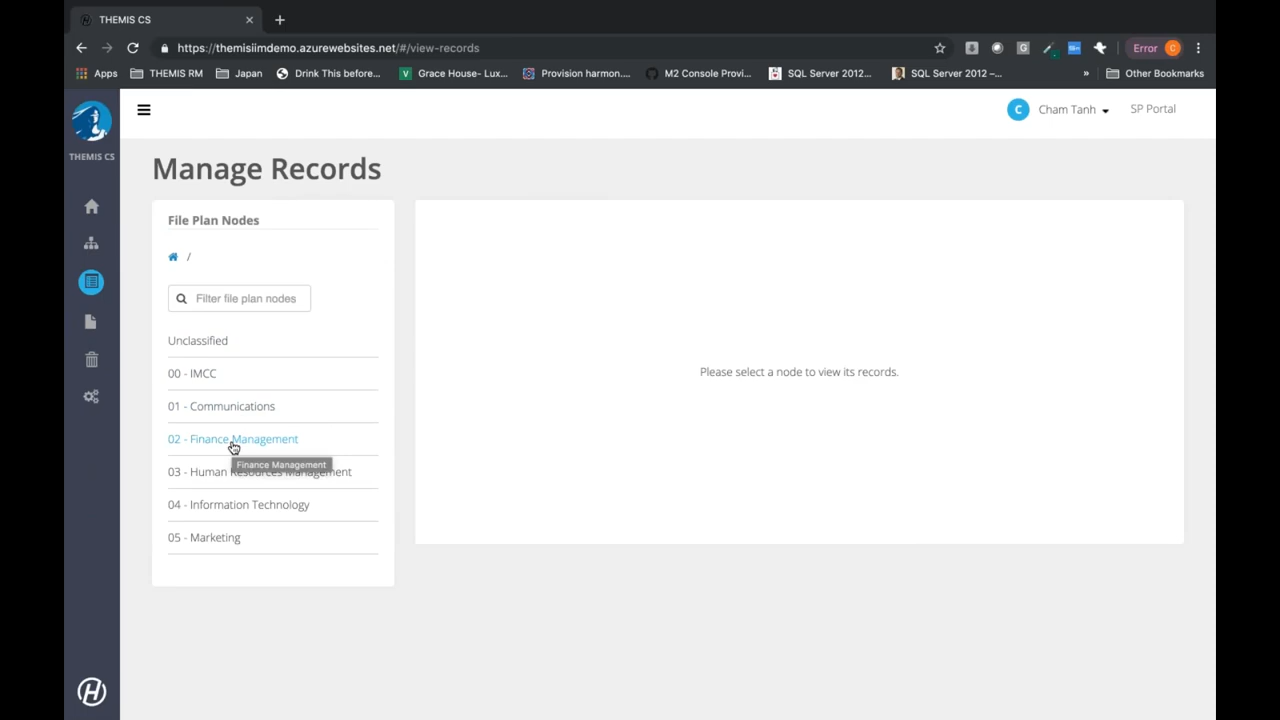 THEMIS CS
https://themisiimdemo.azurewebsites.net/#/view-records
Error C
Apps THEMIS RM Japan Drink This before... Grace House- Lux... Provision harmon.... M2 Console Provi... SQL Server 2012... SQL Server 2012 –... » Other Bookmarks
THEMIS CS
C Cham Tanh SP Portal
Manage Records
File Plan Nodes
/
Filter file plan nodes
Unclassified
00 - IMCC
01 - Communications
02 - Finance Management
Finance Management
03 - Human Resources Management
04 - Information Technology
05 - Marketing
Please select a node to view its records.